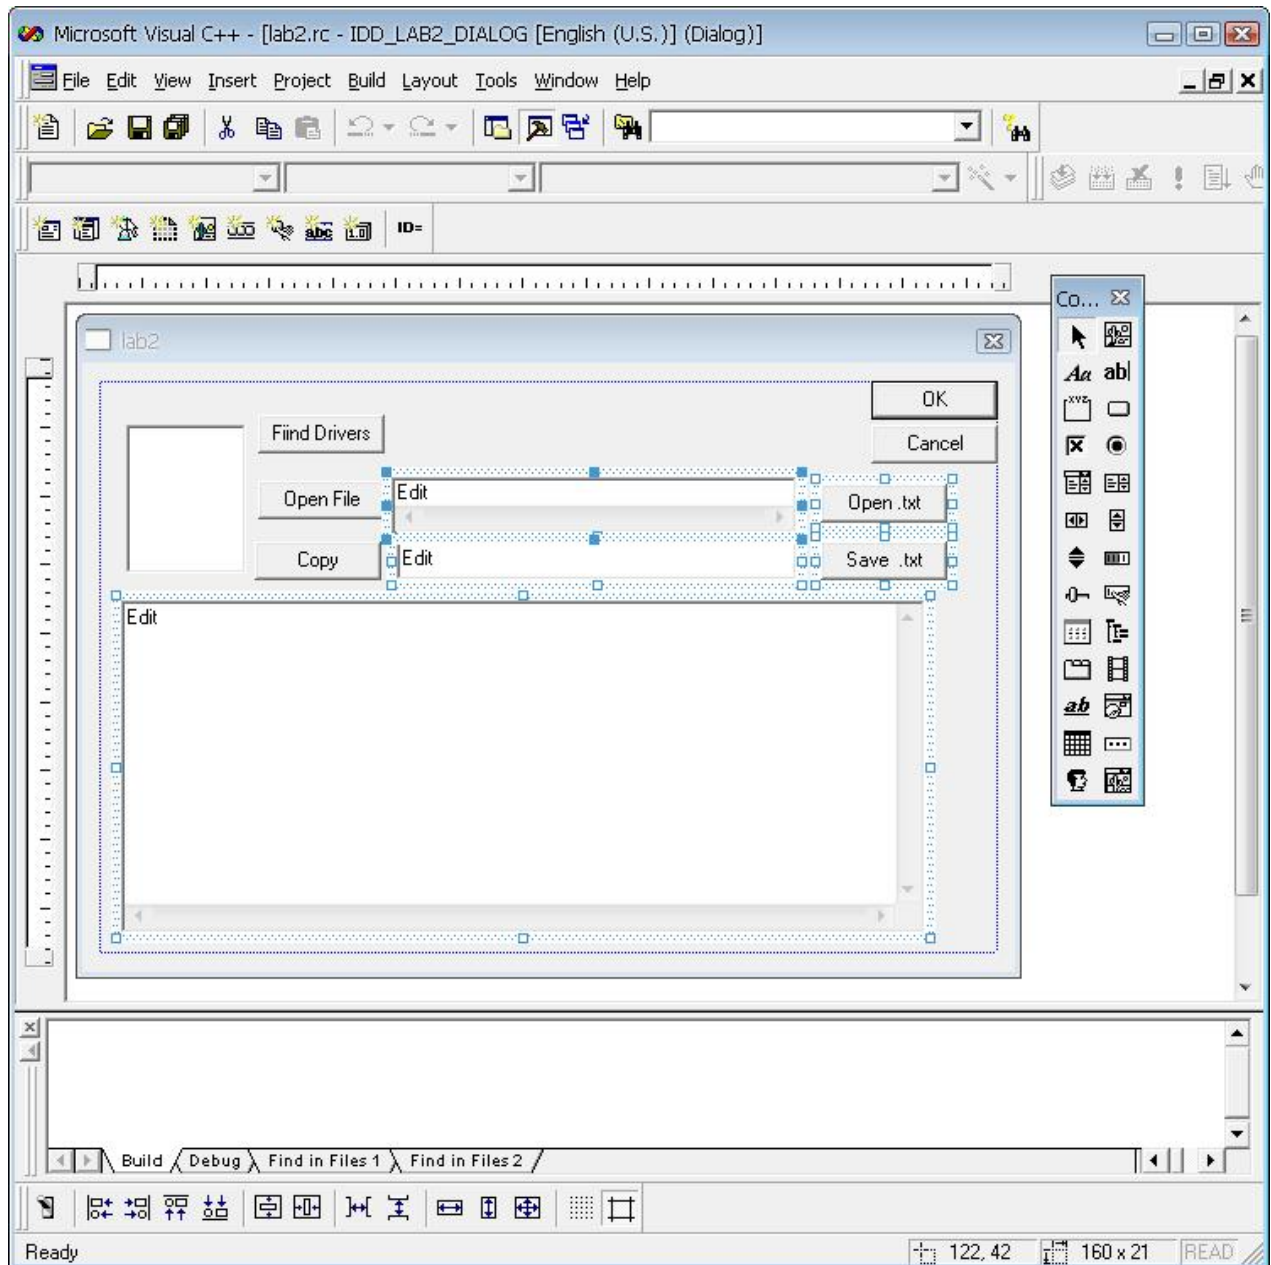 Microsoft Visual C++ - [lab2.rc - IDD_LAB2_DIALOG [English (U.S.)] (Dialog)]
File Edit View Insert Project Build Layout Tools Window Help
ID=
Co...
lab2
OK
Fiind Drivers
Cancel
Open File
Edit
Open .txt
Copy
Edit
Save .txt
Edit
Aa ab|
xyz
ab
Build Debug Find in Files 1 Find in Files 2
Ready
122, 42
160 x 21
READ